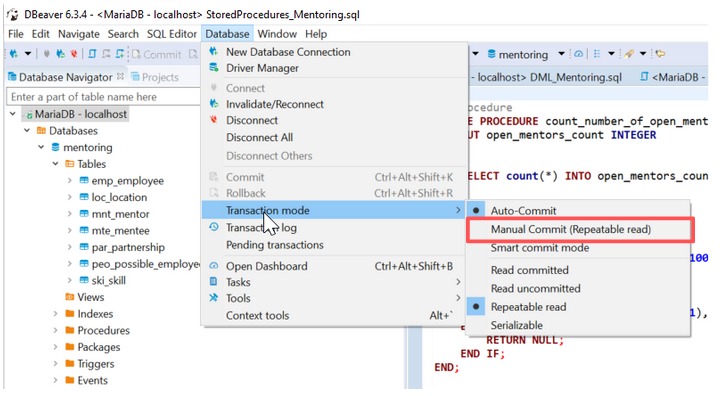 DBeaver 6.3.4 - <MariaDB - localhost> StoredProcedures_Mentoring.sql
File Edit Navigate Search SQL Editor Database Window Help
Commit
mentoring
Database Navigator Projects
Enter a part of table name here
MariaDB - localhost
Databases
mentoring
Tables
emp_employee
loc_location
mnt_mentor
mte_mentee
par_partnership
peo_possible_employee
ski_skill
Views
Indexes
Procedures
Packages
Triggers
Events
New Database Connection
Driver Manager
Connect
Invalidate/Reconnect
Disconnect
Disconnect All
Disconnect Others
Commit Ctrl+Alt+Shift+K
Rollback Ctrl+Alt+Shift+R
Transaction mode
Transaction log
Pending transactions
Open Dashboard Ctrl+Alt+Shift+B
Tasks
Tools
Context tools Alt+`
Auto-Commit
Manual Commit (Repeatable read)
Smart commit mode
Read committed
Read uncommitted
Repeatable read
Serializable
- localhost> DML_Mentoring.sql <MariaDB -
ocedure
E PROCEDURE count_number_of_open_ment
UT open_mentors_count INTEGER
ELECT count(*) INTO open_mentors_coun
100
1),
RETURN NULL;
END IF;
END;